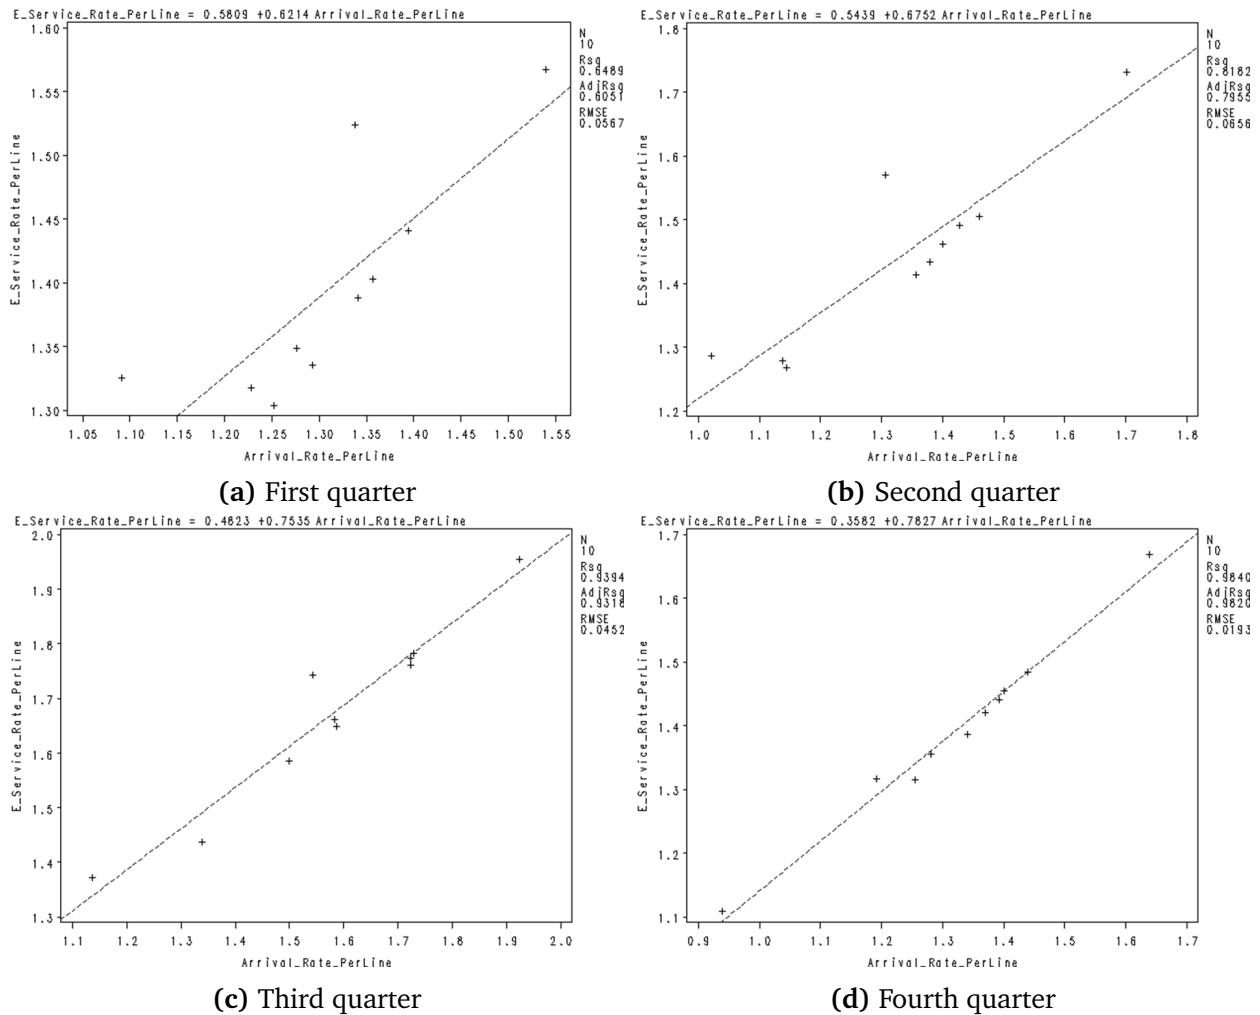 E_Service_Rate_PerLine = 0.5809 +0.6214 Arrival_Rate_PerLine
1.60
1.55
1.50
1.45
1.40
1.35
1.30
E_Service_Rate_PerLine
1.05 1.10 1.15 1.20 1.25 1.30 1.35 1.40 1.45 1.50 1.55
Arrival_Rate_PerLine
N
10
Rsq
0.6489
AdjRsq
0.6051
RMSE
0.0567
(a) First quarter
E_Service_Rate_PerLine = 0.5439 +0.6752 Arrival_Rate_PerLine
1.8
1.7
1.6
1.5
1.4
1.3
1.2
E_Service_Rate_PerLine
1.0 1.1 1.2 1.3 1.4 1.5 1.6 1.7 1.8
Arrival_Rate_PerLine
N
10
Rsq
0.8182
AdjRsq
0.7955
RMSE
0.0656
(b) Second quarter
E_Service_Rate_PerLine = 0.4823 +0.7535 Arrival_Rate_PerLine
2.0
1.9
1.8
1.7
1.6
1.5
1.4
1.3
E_Service_Rate_PerLine
1.1 1.2 1.3 1.4 1.5 1.6 1.7 1.8 1.9 2.0
Arrival_Rate_PerLine
N
10
Rsq
0.9394
AdjRsq
0.9318
RMSE
0.0452
(c) Third quarter
E_Service_Rate_PerLine = 0.3582 +0.7827 Arrival_Rate_PerLine
1.7
1.6
1.5
1.4
1.3
1.2
1.1
E_Service_Rate_PerLine
0.9 1.0 1.1 1.2 1.3 1.4 1.5 1.6 1.7
Arrival_Rate_PerLine
N
10
Rsq
0.9840
AdjRsq
0.9820
RMSE
0.0193
(d) Fourth quarter